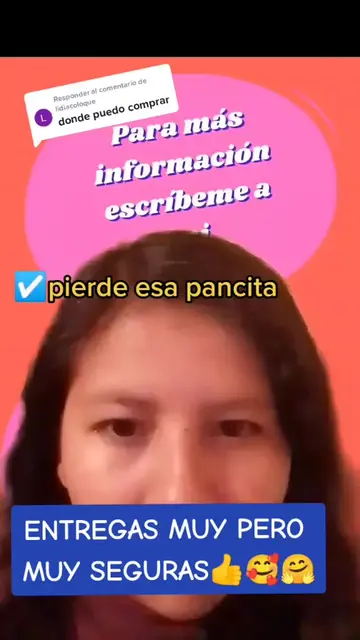 Responder al comentario de
lidiacoloque
L
donde puedo comprar
Para más
información
escríbeme a
☑️pierde esa pancita
ENTREGAS MUY PERO
MUY SEGURAS👍🥰🤗